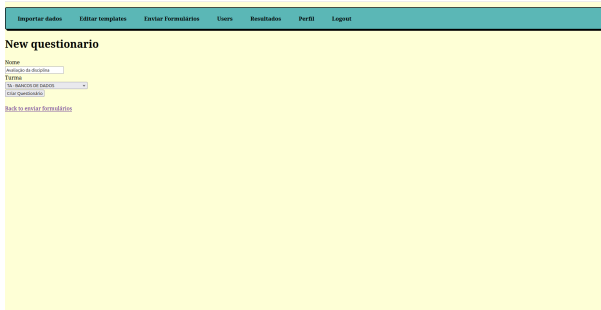 Importar dados Editar templates Enviar Formulários Users Resultados Perfil Logout
New questionario
Nome
Avaliação da disciplina
Turma
TA - BANCOS DE DADOS
Criar Questionário
Back to enviar formulários